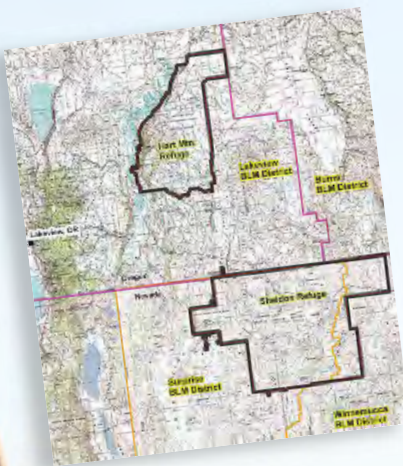 Hart Mtn.
Refuge
Lakeview
BLM District
Burns
BLM District
Lakeview, OR
Oregon
Nevada
Sheldon Refuge
Surprise
BLM District
Winnemucca
BLM District